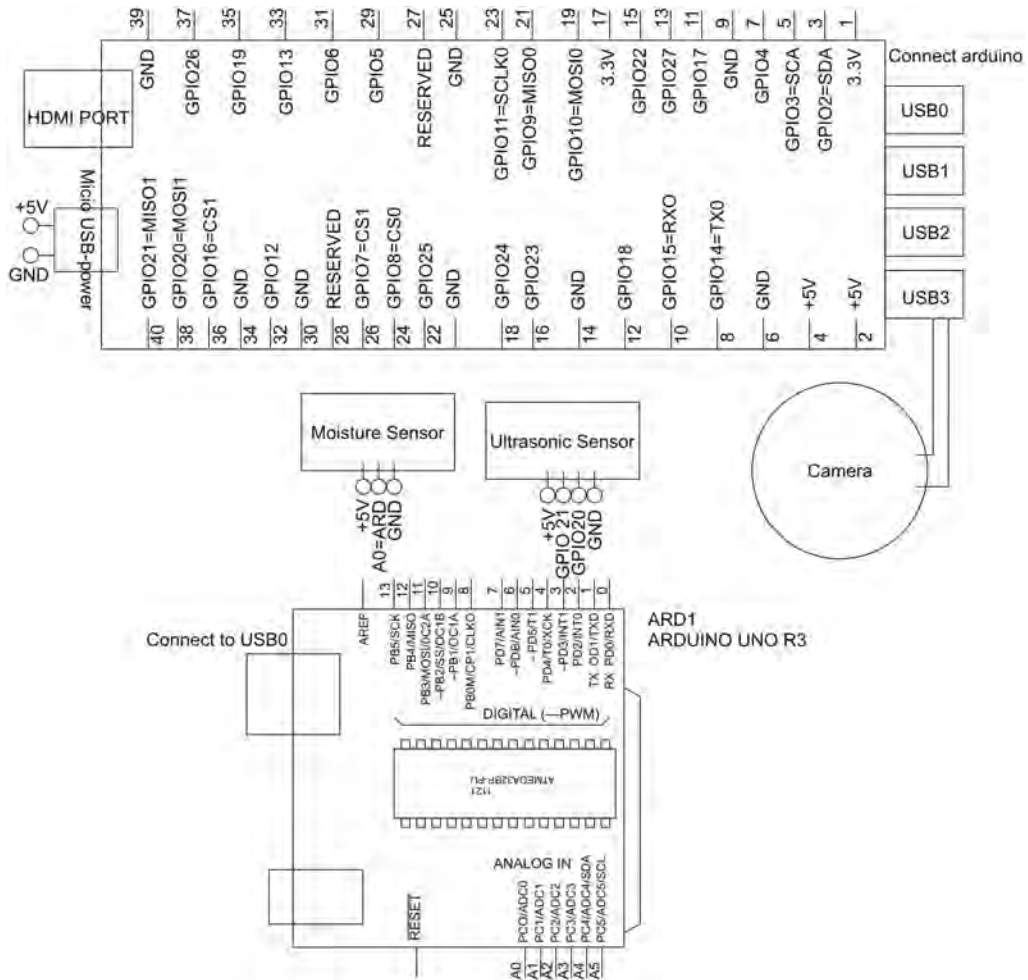 39
37
35
33
31
29
27
25
23
21
19
17
15
13
11
9
7
5
3
1
GND
GPIO26
GPIO19
GPIO13
GPIO6
GPIO5
RESERVED
GND
GPIO11=SCLK0
GPIO9=MISO0
GPIO10=MOSI0
3.3V
GPIO22
GPIO27
GPIO17
GND
GPIO4
GPIO3=SCA
GPIO2=SDA
3.3V
Connect arduino
HDMI PORT
USB0
USB1
USB2
USB3
Micio USB-power
+5V
GND
GPIO21=MISO1
GPIO20=MOSI1
GPIO16=CS1
GND
GPIO12
GND
RESERVED
GPIO7=CS1
GPIO8=CS0
GPIO25
GND
GPIO24
GPIO23
GND
GPIO18
GPIO15=RXO
GPIO14=TX0
GND
+5V
+5V
40
38
36
34
32
30
28
26
24
22
18
16
14
12
10
8
6
4
2
Moisture Sensor
+5V
A0=ARD
GND
Ultrasonic Sensor
+5V
GPIO 21
GPIO20
GND
Camera
Connect to USB0
ARD1
ARDUINO UNO R3
13
12
11
10
9
8
7
6
5
4
3
2
1
0
AREF
PB5/SCK
PB4/MISO
PB3/MOSI/OC2A
~PB2/SS/OC1B
~PB1/OC1A
PB0M/CP1/CLKO
PD7/AIN1
~PD8/AIN0
~PD5/T1
PD4/T0/XCK
~PD3/INT1
PD2/INT0
TX OD1/TXD
RX PD0/RXD
DIGITAL (—PWM)
1121
ATMEDA32BP-PU
ANALOG IN
RESET
PCO/ADC0
PC1/ADC1
PC2/ADC2
PC3/ADC3
PC4/ADC4/SDA
PC5/ADC5/SCL
A0
A1
A2
A3
A4
A5